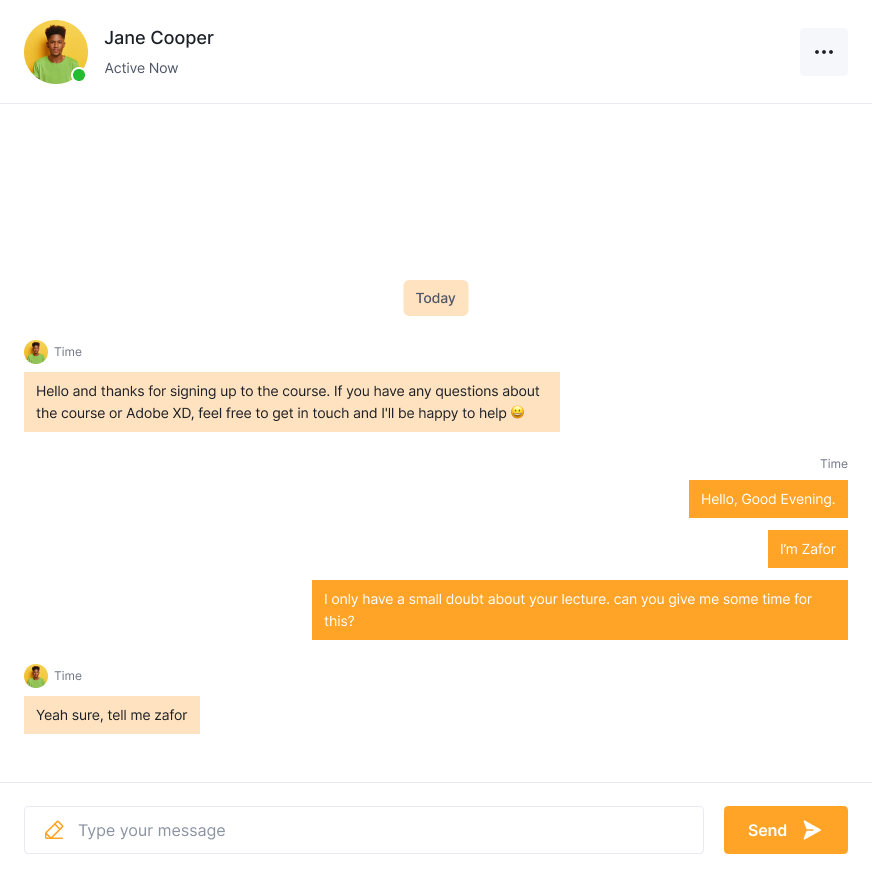 Jane Cooper
Active Now
Today
Time
Hello and thanks for signing up to the course. If you have any questions about
the course or Adobe XD, feel free to get in touch and I'll be happy to help 😀
Time
Hello, Good Evening.
I'm Zafor
I only have a small doubt about your lecture. can you give me some time for
this?
Time
Yeah sure, tell me zafor
Type your message
Send